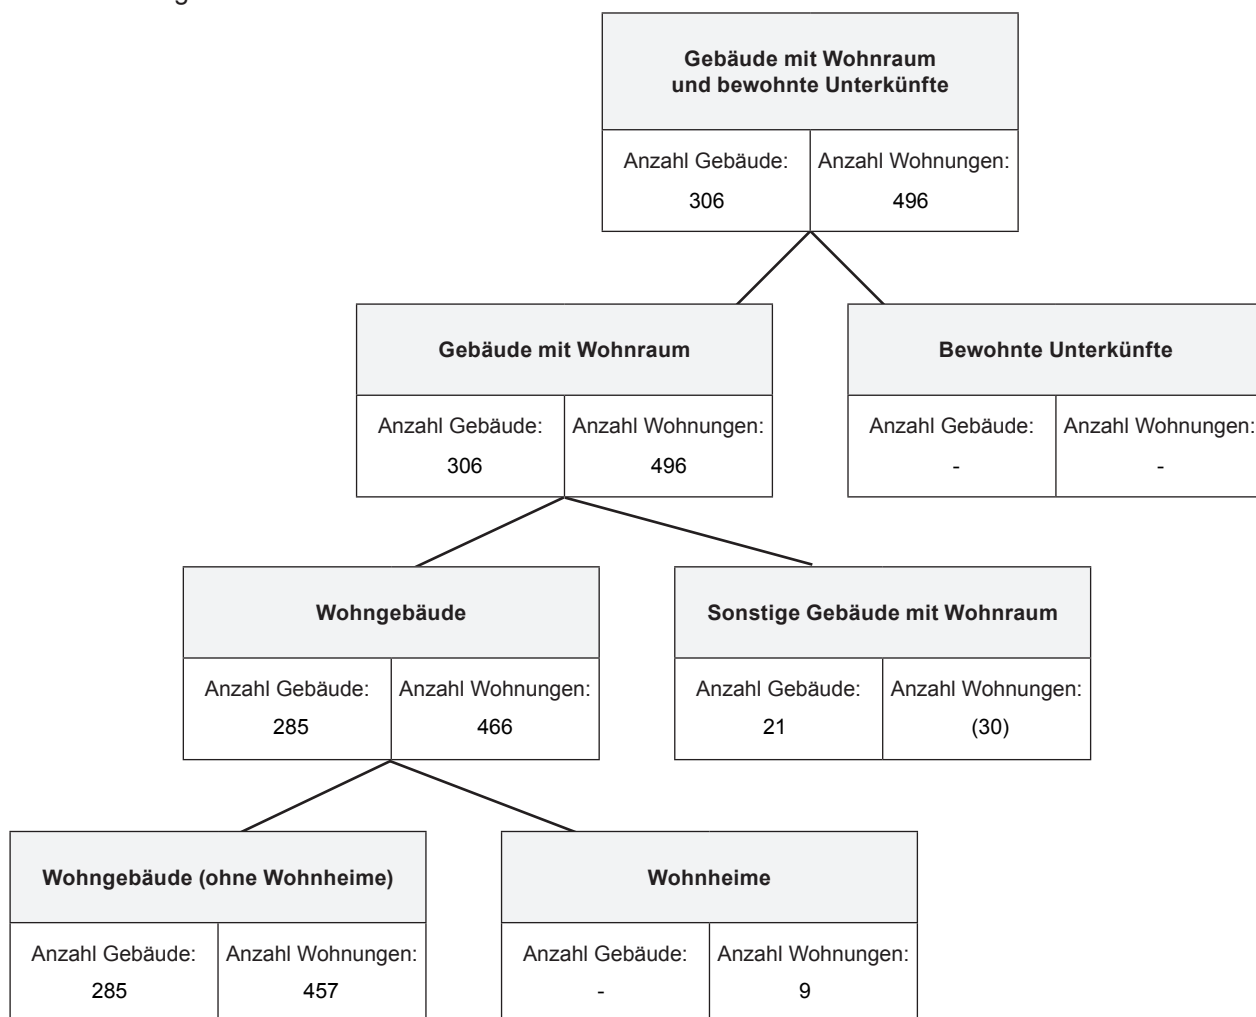 Gebäude mit Wohnraum
und bewohnte Unterkünfte
Anzahl Gebäude: Anzahl Wohnungen:
306 496
Gebäude mit Wohnraum Bewohnte Unterkünfte
Anzahl Gebäude: Anzahl Wohnungen: Anzahl Gebäude: Anzahl Wohnungen:
306 496 - -
Wohngebäude Sonstige Gebäude mit Wohnraum
Anzahl Gebäude: Anzahl Wohnungen: Anzahl Gebäude: Anzahl Wohnungen:
285 466 21 (30)
Wohngebäude (ohne Wohnheime) Wohnheime
Anzahl Gebäude: Anzahl Wohnungen: Anzahl Gebäude: Anzahl Wohnungen:
285 457 - 9